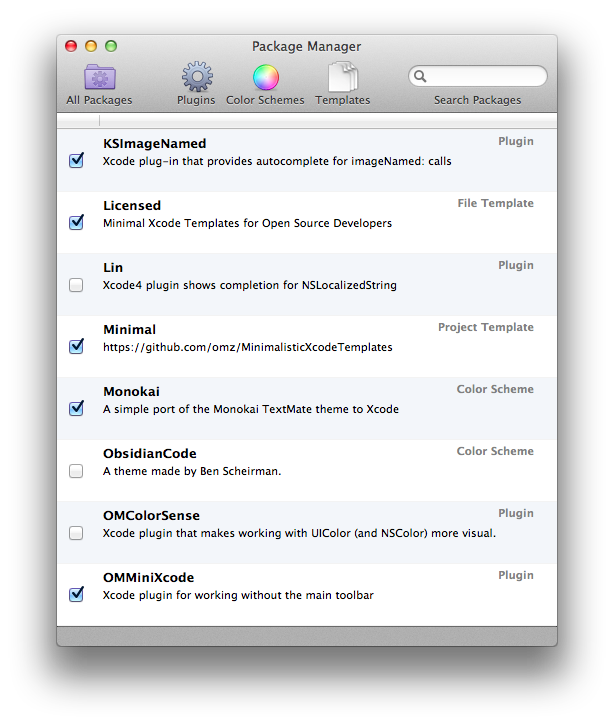 Package Manager
All Packages
Plugins
Color Schemes
Templates
Search Packages
KSImageNamed
Plugin
Xcode plug-in that provides autocomplete for imageNamed: calls
Licensed
File Template
Minimal Xcode Templates for Open Source Developers
Lin
Plugin
Xcode4 plugin shows completion for NSLocalizedString
Minimal
Project Template
https://github.com/omz/MinimalisticXcodeTemplates
Monokai
Color Scheme
A simple port of the Monokai TextMate theme to Xcode
ObsidianCode
Color Scheme
A theme made by Ben Scheirman.
OMColorSense
Plugin
Xcode plugin that makes working with UIColor (and NSColor) more visual.
OMMiniXcode
Plugin
Xcode plugin for working without the main toolbar